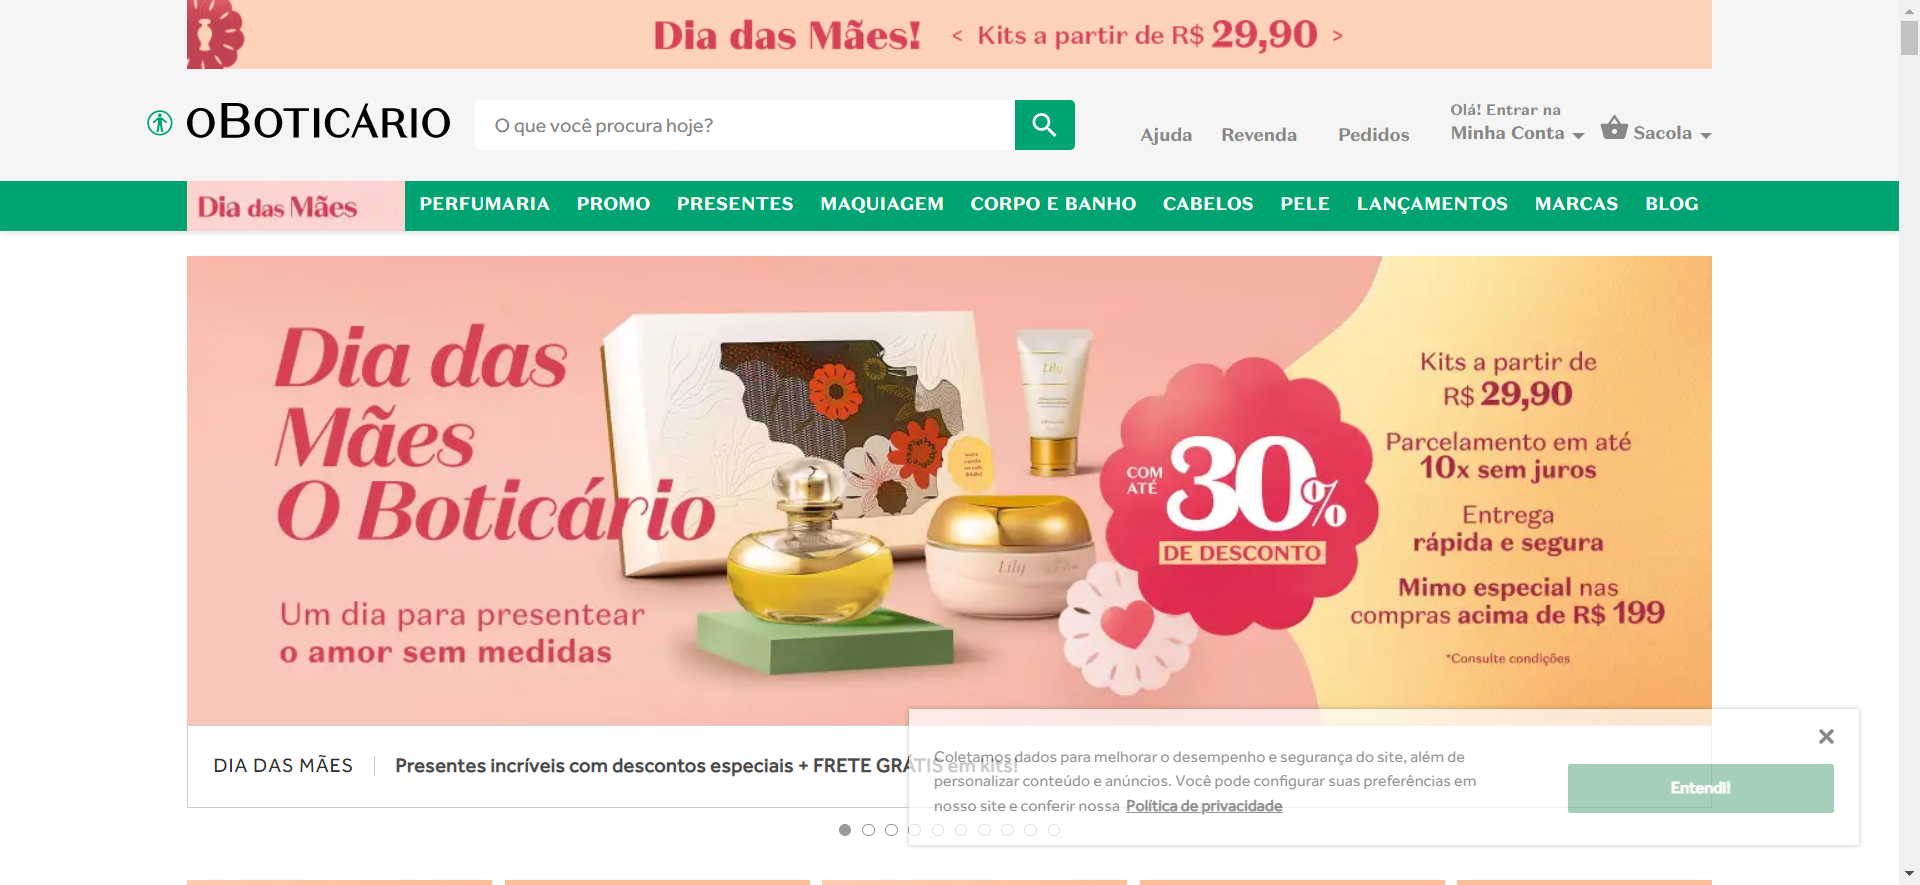 Dia das Mães! < Kits a partir de R$ 29,90 >
oBOTICÁRIO
O que você procura hoje?
Ajuda
Revenda
Pedidos
Olá! Entrar na
Minha Conta
Sacola
Dia das Mães
PERFUMARIA
PROMO
PRESENTES
MAQUIAGEM
CORPO E BANHO
CABELOS
PELE
LANÇAMENTOS
MARCAS
BLOG
Dia das
Mães
O Boticário
Um dia para presentear
o amor sem medidas
Lily
Lily
COM
ATÉ
30%
DE DESCONTO
Kits a partir de
R$ 29,90
Parcelamento em até
10x sem juros
Entrega
rápida e segura
Mimo especial nas
compras acima de R$ 199
*Consulte condições
DIA DAS MÃES
Presentes incríveis com descontos especiais + FRETE GRÁTIS em kits!
Coletamos dados para melhorar o desempenho e segurança do site, além de
personalizar conteúdo e anúncios. Você pode configurar suas preferências em
nosso site e conferir nossa Política de privacidade
Entendi!